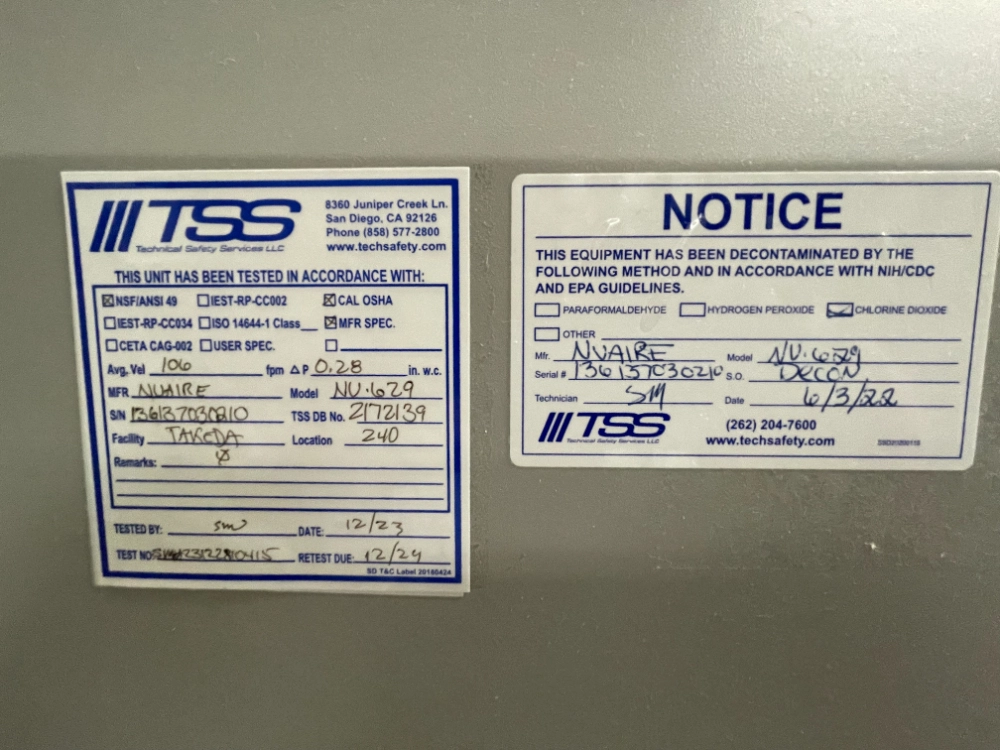 TSS
Technical Safety Services LLC
8360 Juniper Creek Ln.
San Diego, CA 92126
Phone (858) 577-2800
www.techsafety.com
THIS UNIT HAS BEEN TESTED IN ACCORDANCE WITH:
☒ NSF/ANSI 49 ☐ IEST-RP-CC002 ☒ CAL OSHA
☐ IEST-RP-CC034 ☐ ISO 14644-1 Class___ ☒ MFR SPEC.
☐ CETA CAG-002 ☐ USER SPEC. ☐
Avg. Vel 106 fpm Δ P 0.28 in. w.c.
MFR NUAIRE Model NU-629
S/N 136137030210 TSS DB No. 2172139
Facility TAKEDA Location 240
Remarks: Ø
TESTED BY: sm DATE: 12/23
TEST NO: RETEST DUE: 12/24
SD T&C Label 20180424
NOTICE
THIS EQUIPMENT HAS BEEN DECONTAMINATED BY THE
FOLLOWING METHOD AND IN ACCORDANCE WITH NIH/CDC
AND EPA GUIDELINES.
☐ PARAFORMALDEHYDE ☐ HYDROGEN PEROXIDE ☑ CHLORINE DIOXIDE
☐ OTHER
Mfr. NUAIRE Model NU-629
Serial # 136137030210 S.O. DECON
Technician SM Date 6/3/22
TSS
Technical Safety Services LLC
(262) 204-7600
www.techsafety.com